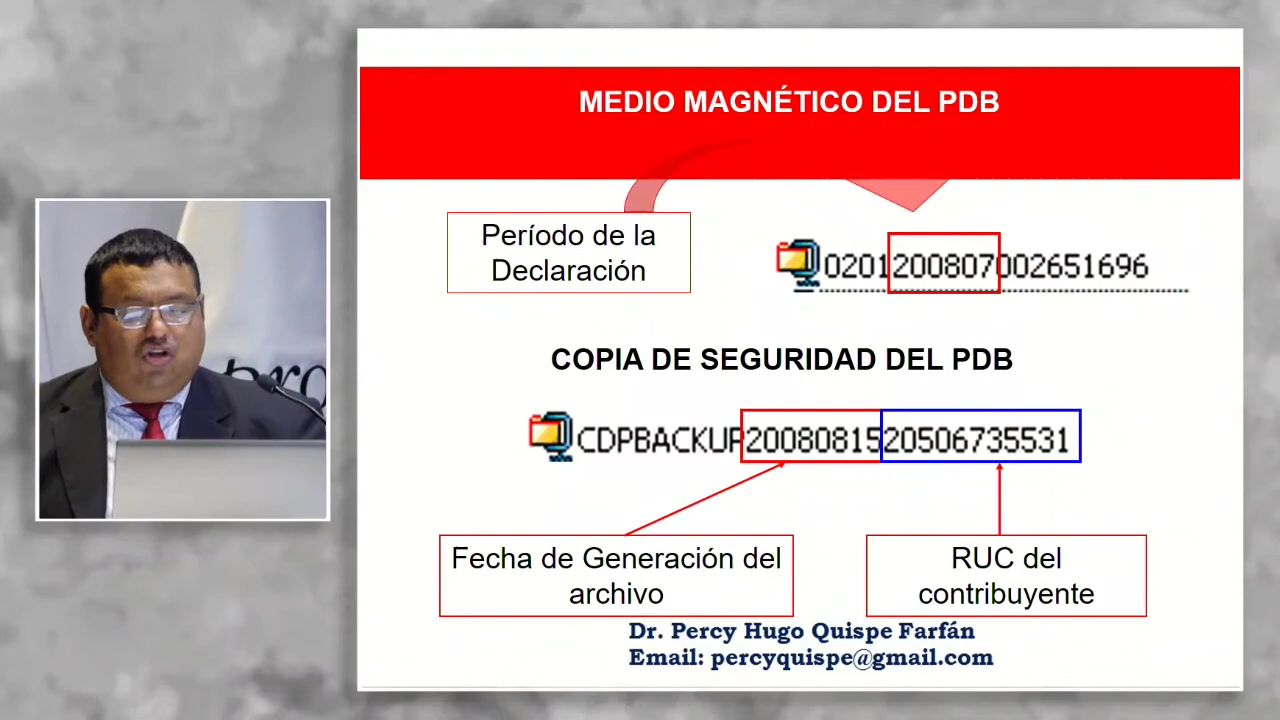 MEDIO MAGNÉTICO DEL PDB
Período de la
Declaración
0201200807002651696
COPIA DE SEGURIDAD DEL PDB
CDPBACKUP2008081520506735531
Fecha de Generación del
archivo
RUC del
contribuyente
Dr. Percy Hugo Quispe Farfán
Email: percyquispe@gmail.com